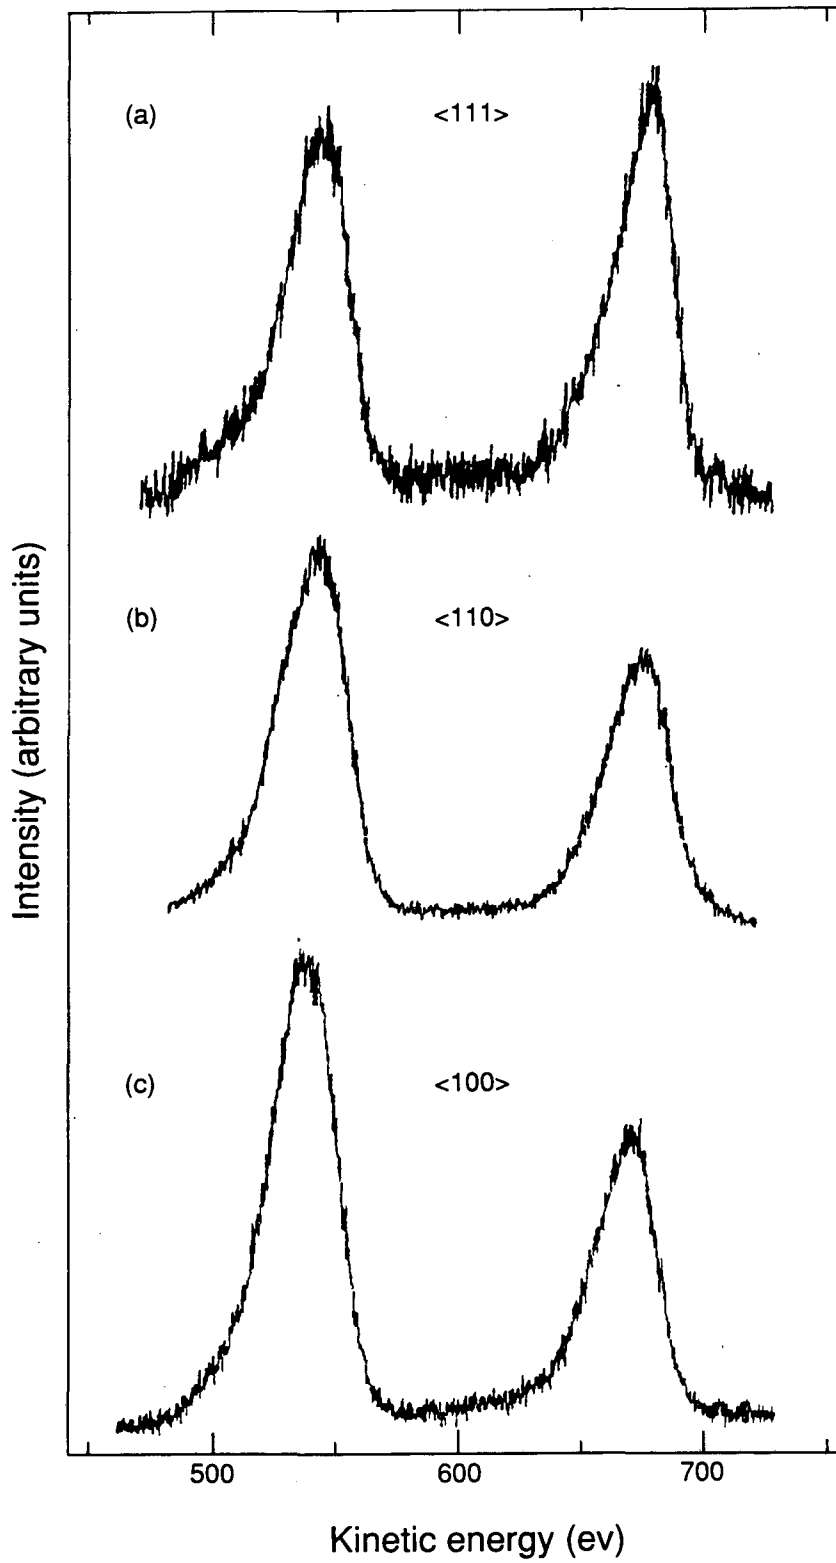 (a) <111>
(b) <110>
(c) <100>
Intensity (arbitrary units)
500 600 700
Kinetic energy (ev)